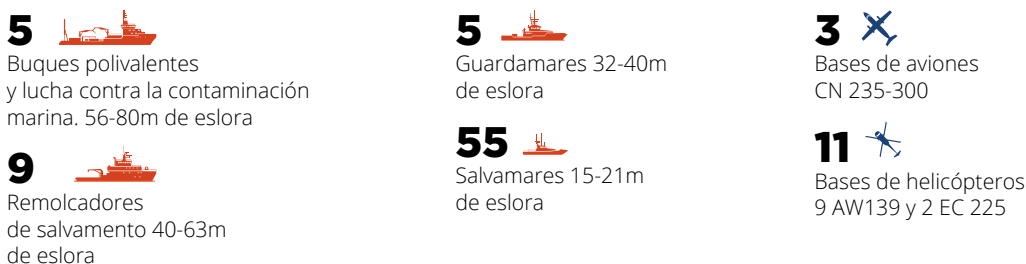 5
Buques polivalentes
y lucha contra la contaminación
marina. 56-80m de eslora
9
Remolcadores
de salvamento 40-63m
de eslora
5
Guardamares 32-40m
de eslora
55
Salvamares 15-21m
de eslora
3
Bases de aviones
CN 235-300
11
Bases de helicópteros
9 AW139 y 2 EC 225